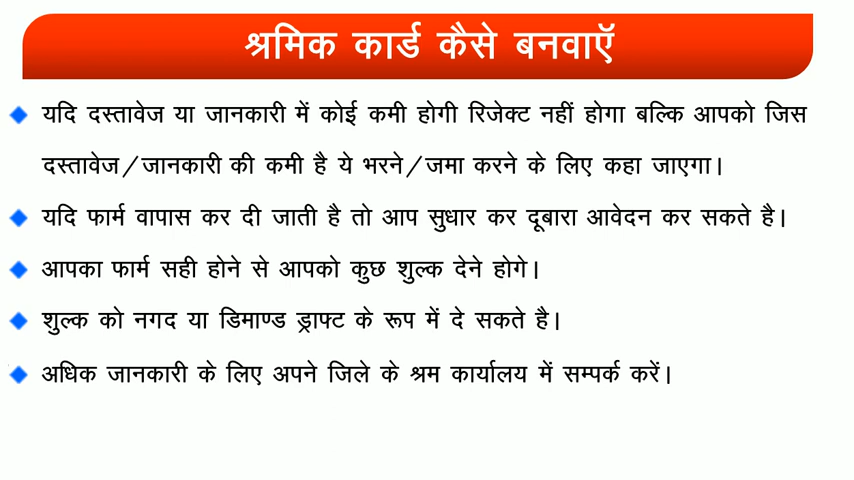 श्रमिक कार्ड कैसे बनवाऍ
यदि दस्तावेज या जानकारी में कोई कमी होगी रिजेक्ट नहीं होगा बल्कि आपको जिस
दस्तावेज/जानकारी की कमी है ये भरने/जमा करने के लिए कहा जाएगा।
यदि फार्म वापास कर दी जाती है तो आप सुधार कर दूबारा आवेदन कर सकते है।
आपका फार्म सही होने से आपको कुछ शुल्क देने होगे।
शुल्क को नगद या डिमाण्ड ड्राफ्ट के रूप में दे सकते है।
अधिक जानकारी के लिए अपने जिले के श्रम कार्यालय में सम्पर्क करें।